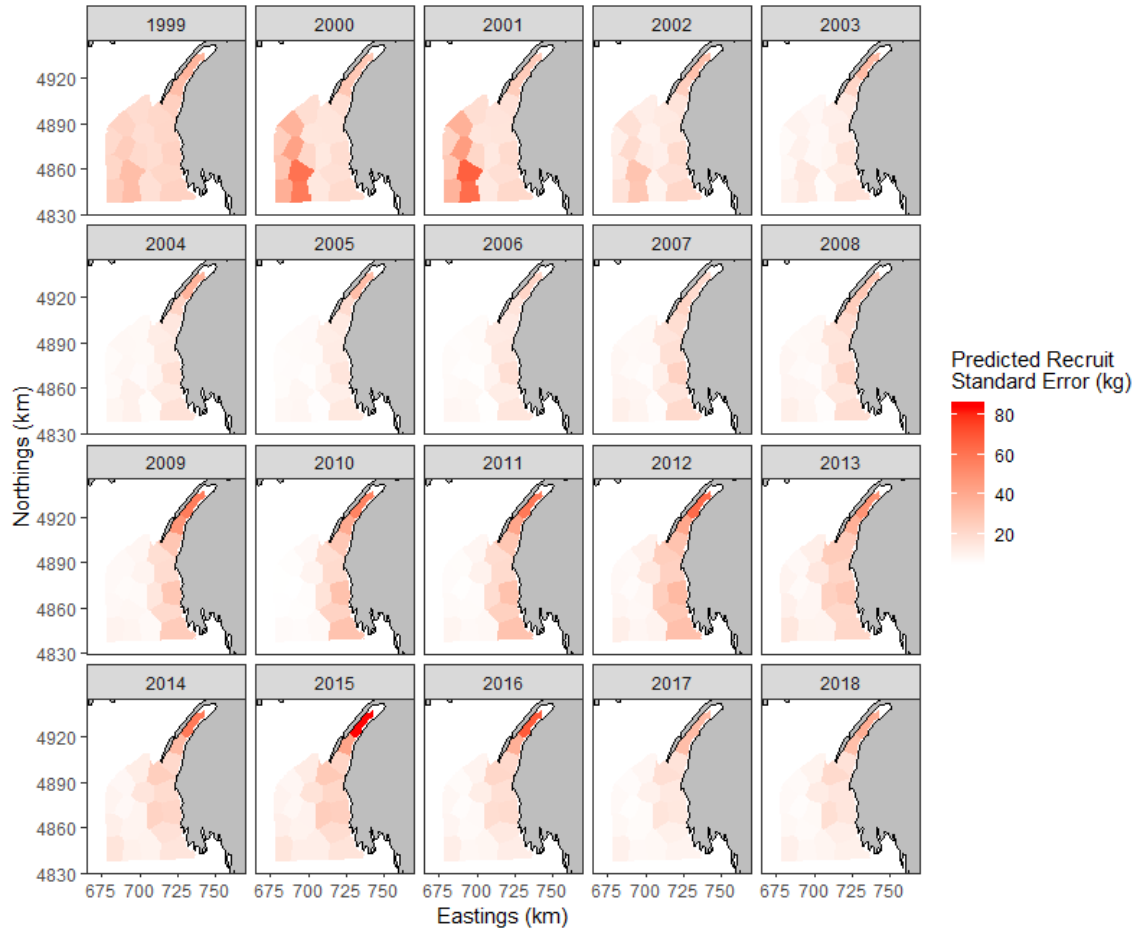 1999 2000 2001 2002 2003
4920
4890
4860
4830
2004 2005 2006 2007 2008
4920
4890
4860
4830
2009 2010 2011 2012 2013
4920
4890
4860
4830
2014 2015 2016 2017 2018
4920
4890
4860
4830
675 700 725 750 675 700 725 750 675 700 725 750 675 700 725 750 675 700 725 750
Eastings (km)
Northings (km)
Predicted Recruit
Standard Error (kg)
80
60
40
20